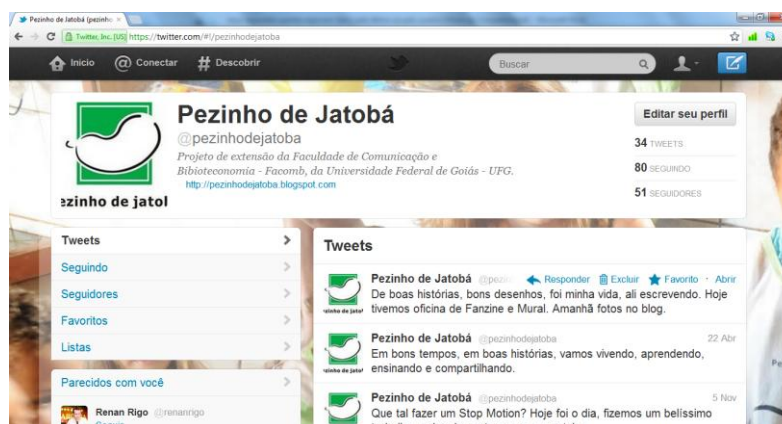 Pezinho de Jatobá (pezinho
Twitter, Inc. [US] https://twitter.com/#!/pezinhodejatoba
Inicio @ Conectar # Descobrir Buscar
Pezinho de Jatobá
@pezinhodejatoba
Projeto de extensão da Faculdade de Comunicação e
Bibioteconomia - Facomb, da Universidade Federal de Goiás - UFG.
http://pezinhodejatoba.blogspot.com
ezinho de jatol
Editar seu perfil
34 TWEETS
80 SEGUINDO
51 SEGUIDORES
Tweets
Seguindo
Seguidores
Favoritos
Listas
Parecidos com você
Renan Rigo @renanrigo
Seguir
Tweets
Pezinho de Jatobá Responder Excluir Favorito · Abrir
De boas histórias, bons desenhos, foi minha vida, ali escrevendo. Hoje
tivemos oficina de Fanzine e Mural. Amanhã fotos no blog.
Pezinho de Jatobá @pezinhodejatoba 22 Abr
Em bons tempos, em boas histórias, vamos vivendo, aprendendo,
ensinando e compartilhando.
Pezinho de Jatobá @pezinhodejatoba 5 Nov
Que tal fazer um Stop Motion? Hoje foi o dia, fizemos um belíssimo